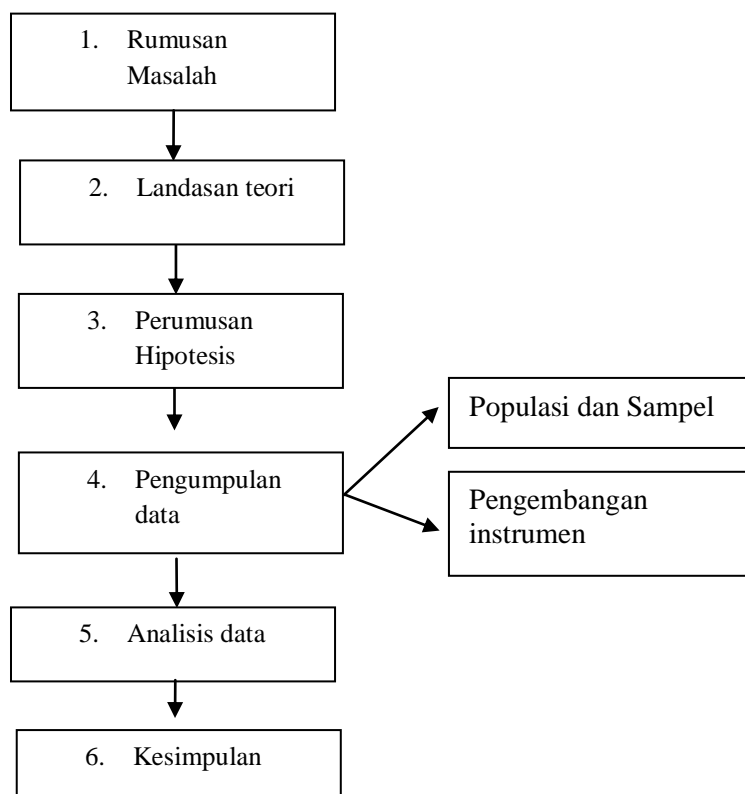 1. Rumusan
Masalah
2. Landasan teori
3. Perumusan
Hipotesis
4. Pengumpulan
data
Populasi dan Sampel
Pengembangan
instrumen
5. Analisis data
6. Kesimpulan